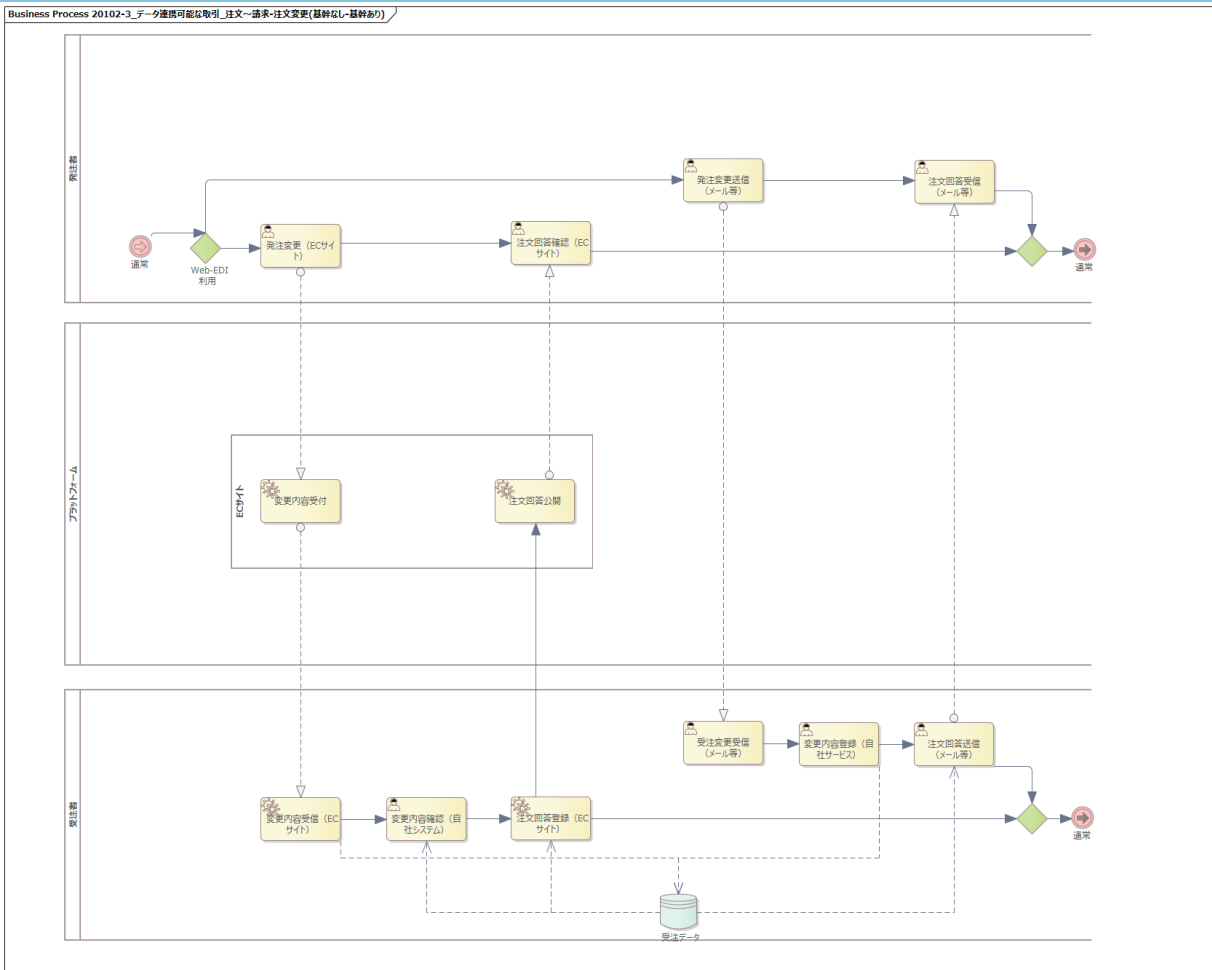 Business Process 20102-3_データ連携可能な取引_注文～請求-注文変更(基幹なし-基幹あり)
発注者
発注変更送信
（メール等）
注文回答受信
（メール等）
通常
Web-EDI
利用
発注変更（ECサイ
ト）
注文回答確認（EC
サイト）
通常
プラットフォーム
ECサイト
変更内容受付
注文回答公開
受注者
受注変更受信
（メール等）
変更内容登録（自
社サービス）
注文回答送信
（メール等）
変更内容受信（EC
サイト）
変更内容確認（自
社システム）
注文回答登録（EC
サイト）
通常
受注データ